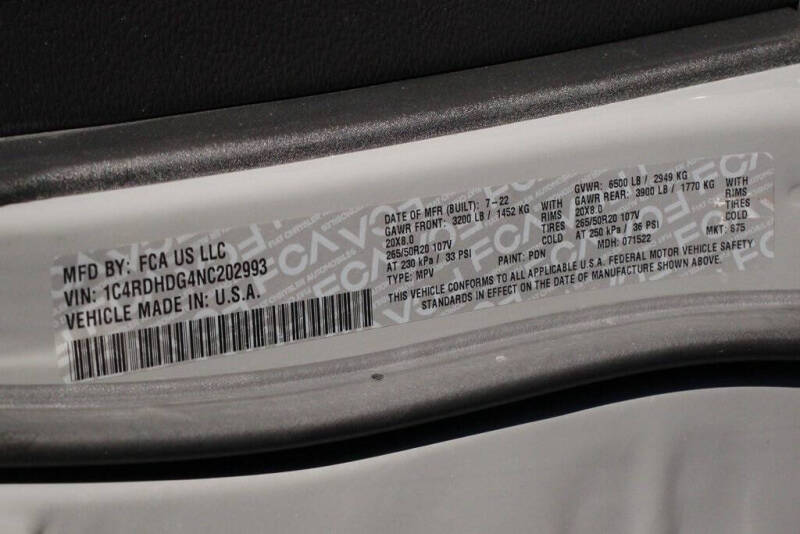 MFD BY: FCA US LLC
VIN: 1C4RDHDG4NC202993
VEHICLE MADE IN U.S.A.
DATE OF MFR (BUILT): 7-22 GVWR: 6500 LB / 2949 KG
GAWR FRONT: 3200 LB / 1452 KG WITH GAWR REAR: 3900 LB / 1770 KG WITH
20X8.0 RIMS 20X8.0 RIMS
265/50R20 107V TIRES 265/50R20 107V TIRES
AT 230 kPa / 33 PSI COLD AT 250 kPa / 36 PSI COLD
TYPE: MPV PAINT: PDN MDH: 071522 MKT: S75
THIS VEHICLE CONFORMS TO ALL APPLICABLE U.S.A. FEDERAL MOTOR VEHICLE SAFETY
STANDARDS IN EFFECT ON THE DATE OF MANUFACTURE SHOWN ABOVE.